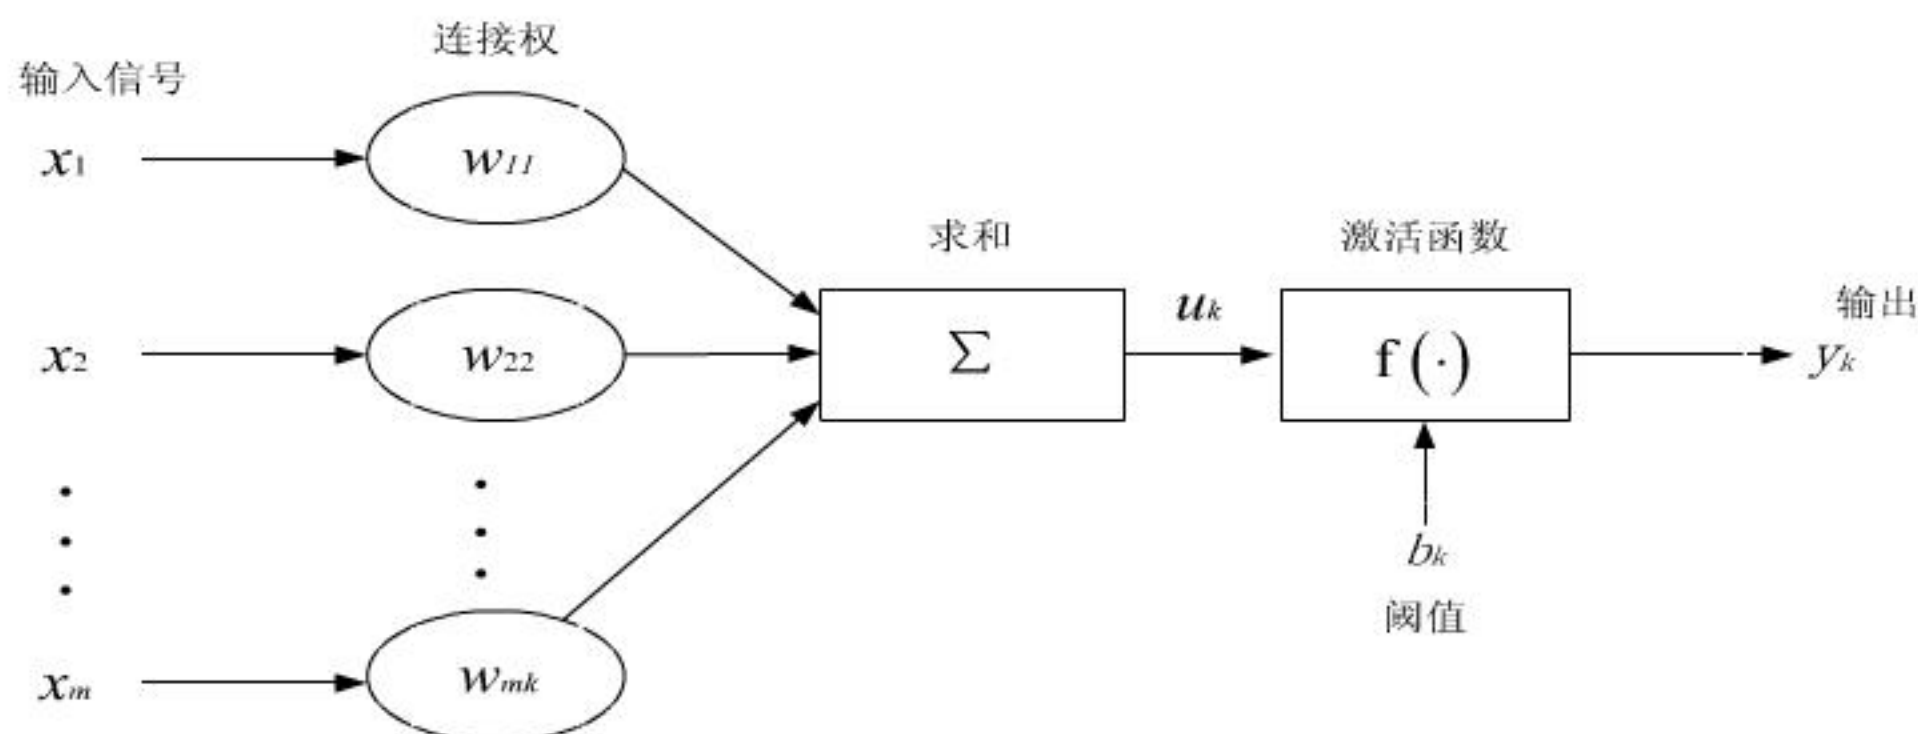 连接权
输入信号
x₁
w₁₁
求和
激活函数
x₂
w₂₂
Σ
uₖ
f(·)
输出
yₖ
bₖ
阈值
xₘ
wₘₖ